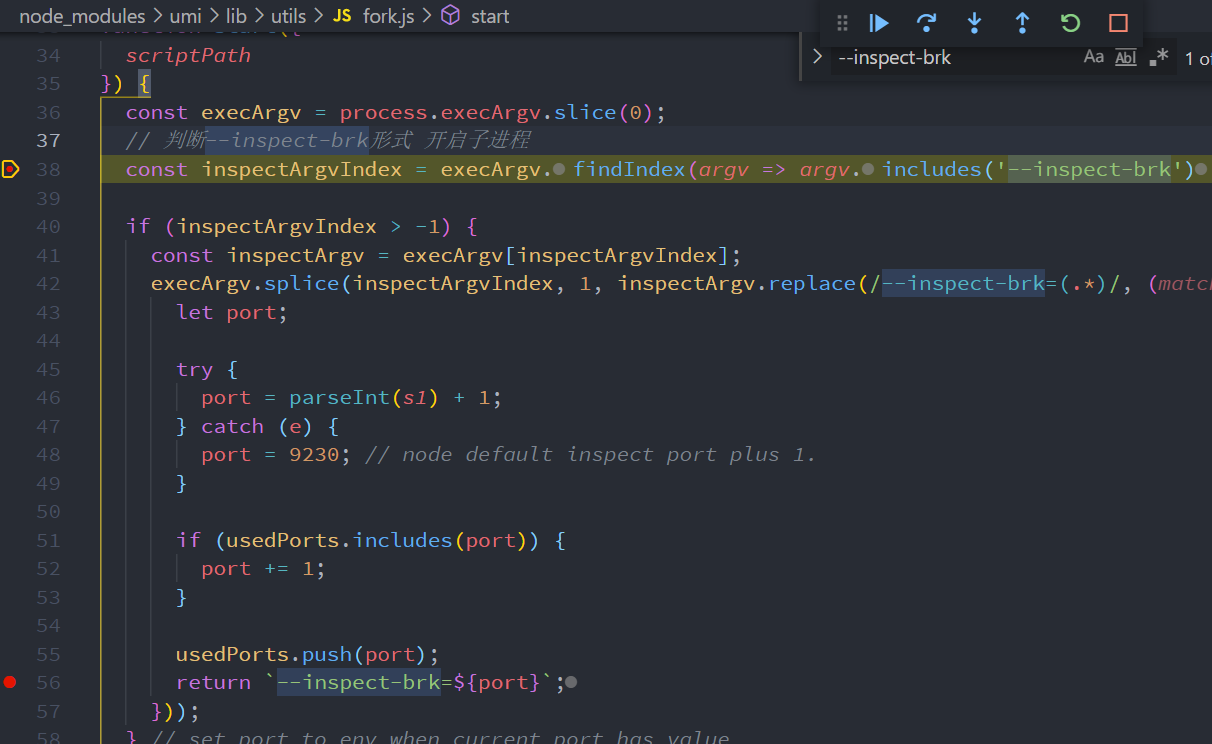 node_modules > umi > lib > utils > JS fork.js > start
--inspect-brk Aa Abl .* 1 of
34 scriptPath
35 }) {
36 const execArgv = process.execArgv.slice(0);
37 // 判断--inspect-brk形式 开启子进程
38 const inspectArgvIndex = execArgv.findIndex(argv => argv.includes('--inspect-brk')
39
40 if (inspectArgvIndex > -1) {
41 const inspectArgv = execArgv[inspectArgvIndex];
42 execArgv.splice(inspectArgvIndex, 1, inspectArgv.replace(/--inspect-brk=(.*)/, (matc
43 let port;
44
45 try {
46 port = parseInt(s1) + 1;
47 } catch (e) {
48 port = 9230; // node default inspect port plus 1.
49 }
50
51 if (usedPorts.includes(port)) {
52 port += 1;
53 }
54
55 usedPorts.push(port);
56 return `--inspect-brk=${port}`;
57 }));
58 } // set port to env when current port has value